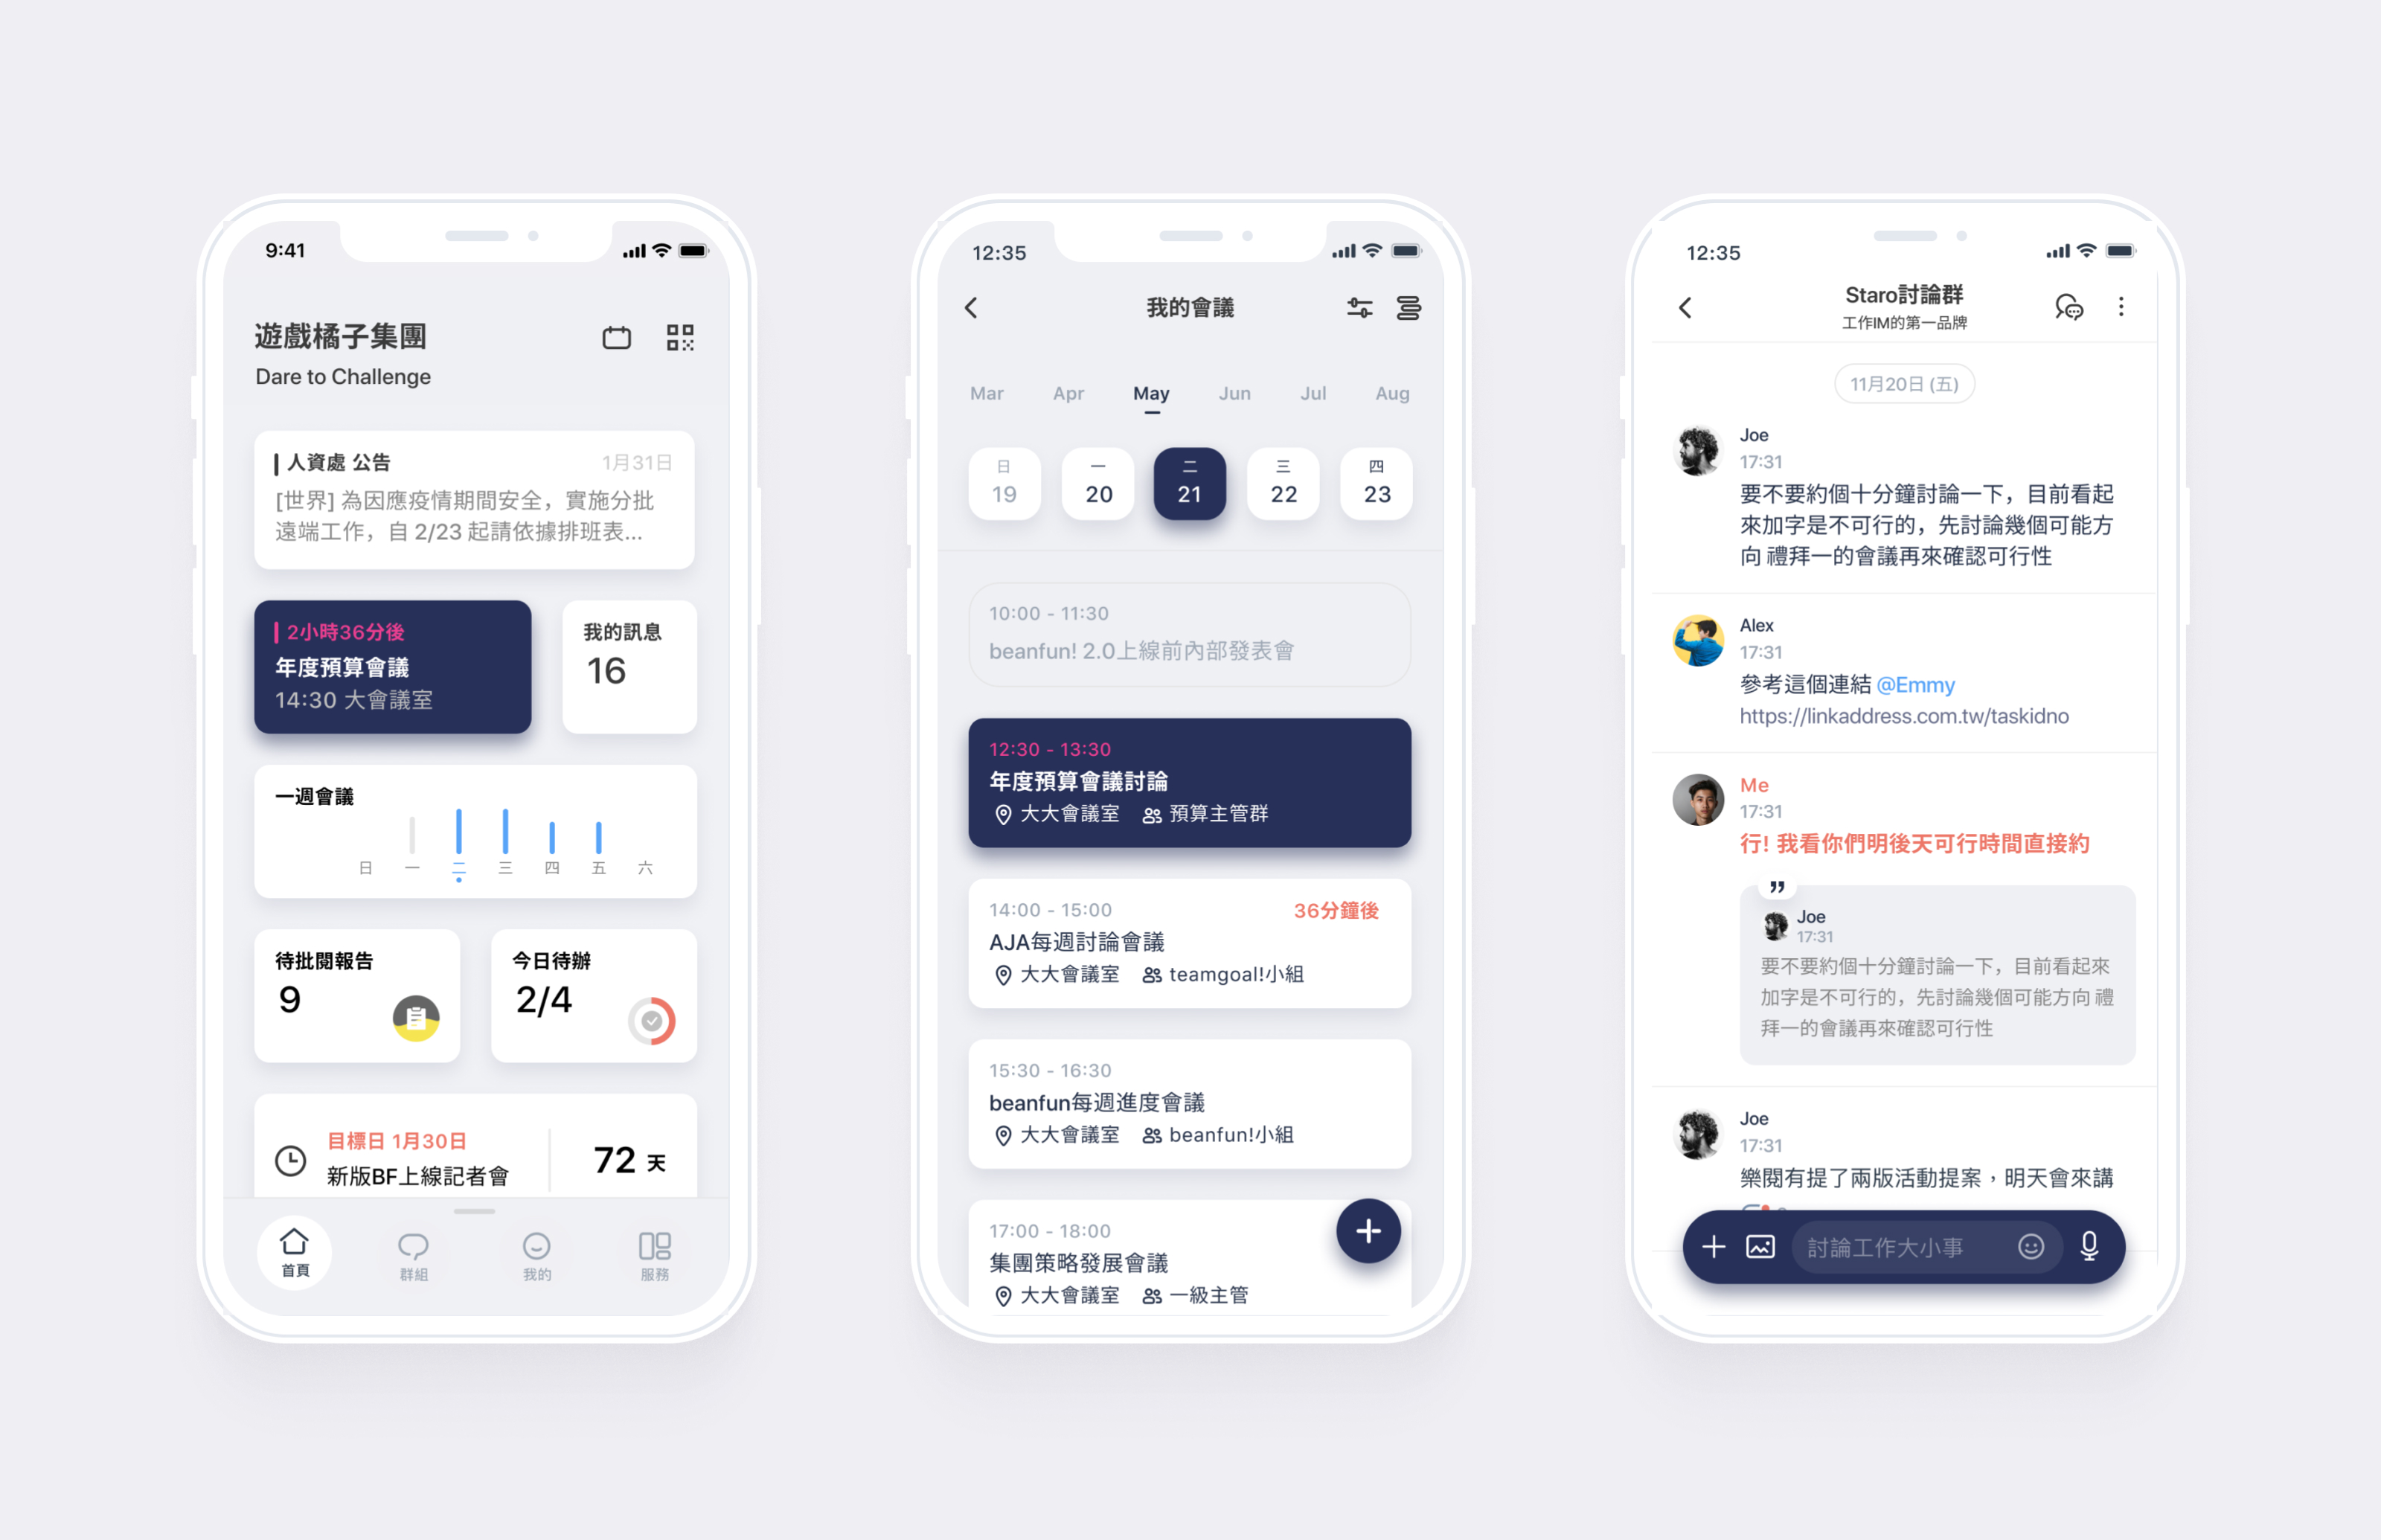 9:41
遊戲橘子集團
Dare to Challenge
人資處 公告
1月31日
[世界] 為因應疫情期間安全，實施分批
遠端工作，自 2/23 起請依據排班表...
2小時36分後
年度預算會議
14:30 大會議室
我的訊息
16
一週會議
日 一 二 三 四 五 六
待批閱報告
9
今日待辦
2/4
目標日 1月30日
新版BF上線記者會
72 天
首頁
群組
我的
服務
12:35
我的會議
Mar Apr May Jun Jul Aug
日 一 二 三 四
19 20 21 22 23
10:00 - 11:30
beanfun! 2.0上線前內部發表會
12:30 - 13:30
年度預算會議討論
大大會議室 預算主管群
14:00 - 15:00
36分鐘後
AJA每週討論會議
大大會議室 teamgoal!小組
15:30 - 16:30
beanfun每週進度會議
大大會議室 beanfun!小組
17:00 - 18:00
集團策略發展會議
大大會議室 一級主管
12:35
Staro討論群
工作IM的第一品牌
11月20日 (五)
Joe
17:31
要不要約個十分鐘討論一下，目前看起
來加字是不可行的，先討論幾個可能方
向 禮拜一的會議再來確認可行性
Alex
17:31
參考這個連結 @Emmy
https://linkaddress.com.tw/taskidno
Me
17:31
行! 我看你們明後天可行時間直接約
Joe
17:31
要不要約個十分鐘討論一下，目前看起來
加字是不可行的，先討論幾個可能方向 禮
拜一的會議再來確認可行性
Joe
17:31
樂閱有提了兩版活動提案，明天會來講
討論工作大小事